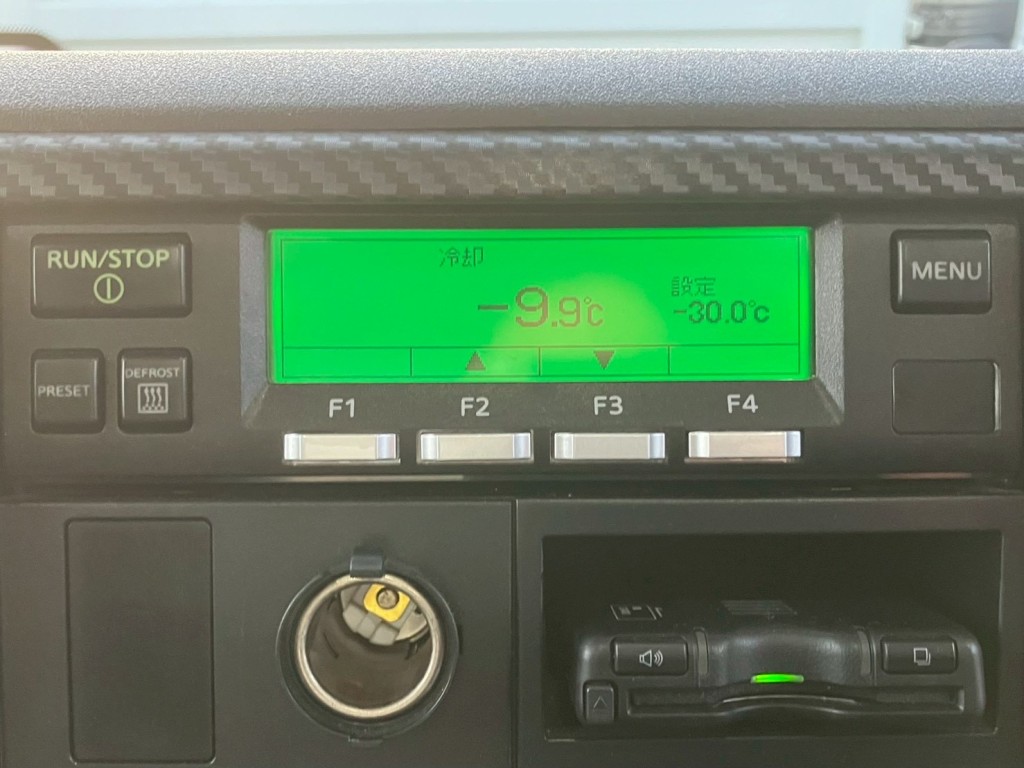 RUN/STOP
冷却
-9.9℃
設定
-30.0℃
MENU
PRESET
DEFROST
▲
▼
F1
F2
F3
F4